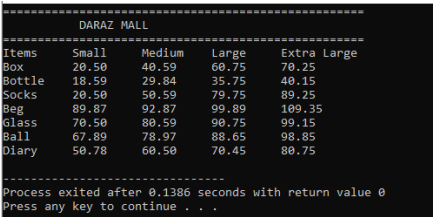 ====================================================
           DARAZ MALL
====================================================
Items     Small     Medium    Large     Extra Large
Box       20.50     40.59     60.75     70.25
Bottle    18.59     29.84     35.75     40.15
Socks     20.50     50.59     79.75     89.25
Beg       89.87     92.87     99.89     109.35
Glass     70.50     80.59     90.75     99.15
Ball      67.89     78.97     88.65     98.85
Diary     50.78     60.50     70.45     80.75
--------------------------------
Process exited after 0.1386 seconds with return value 0
Press any key to continue . . .